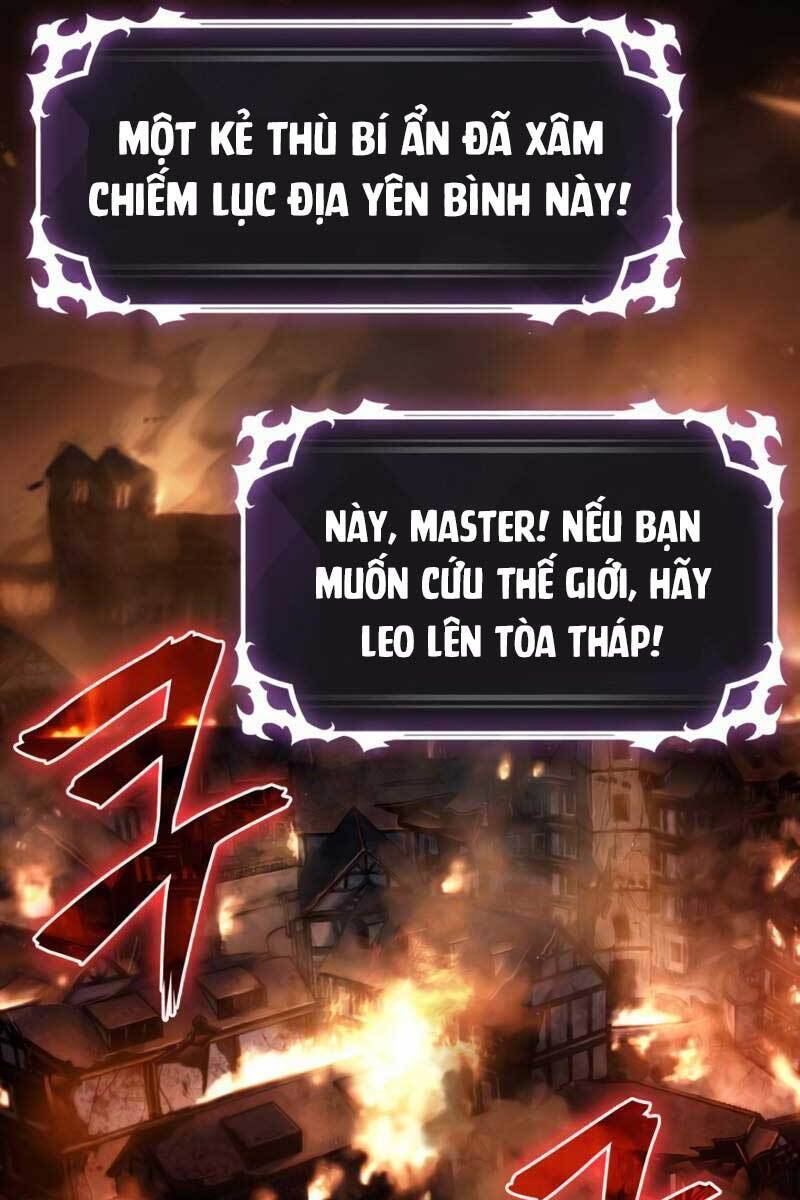 MỘT KẺ THÙ BÍ ẨN ĐÃ XÂM
CHIẾM LỤC ĐỊA YÊN BÌNH NÀY!
NÀY, MASTER! NẾU BẠN
MUỐN CỨU THẾ GIỚI, HÃY
LEO LÊN TÒA THÁP!
쿠